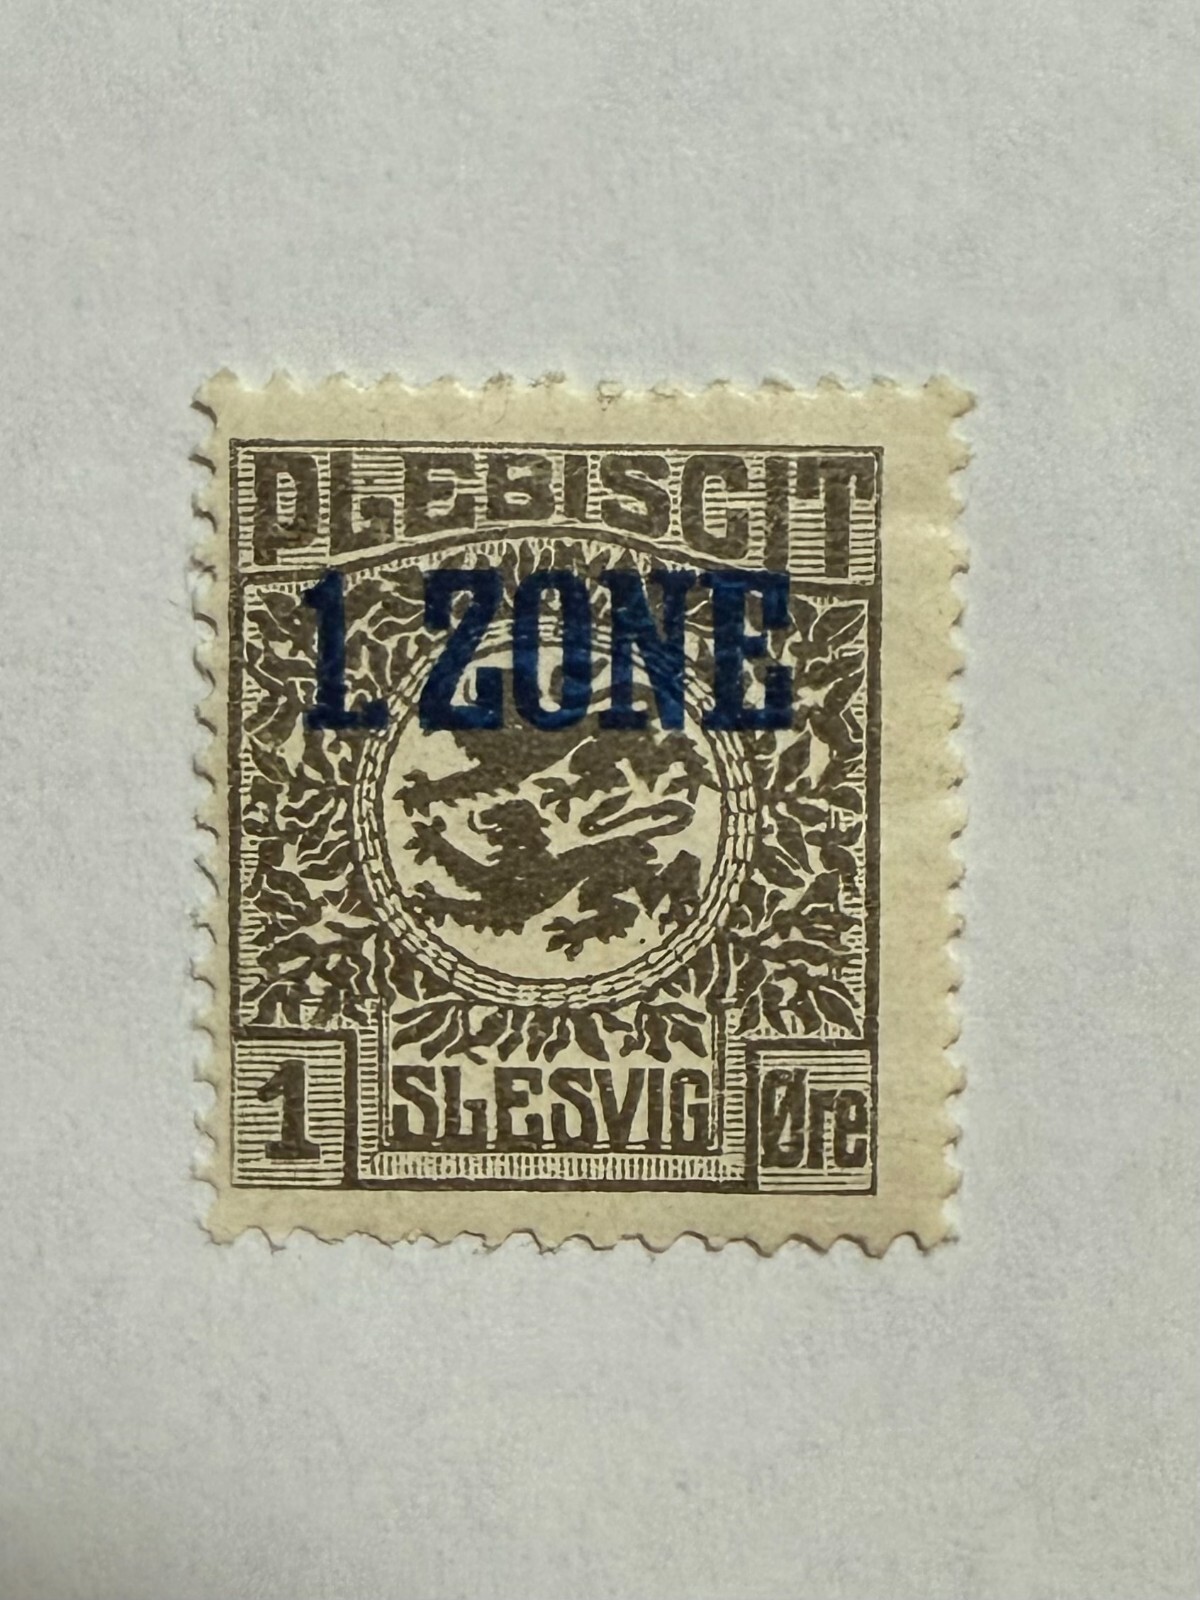 PLEBISCIT
1. ZONE
SLESVIG
1 Øre